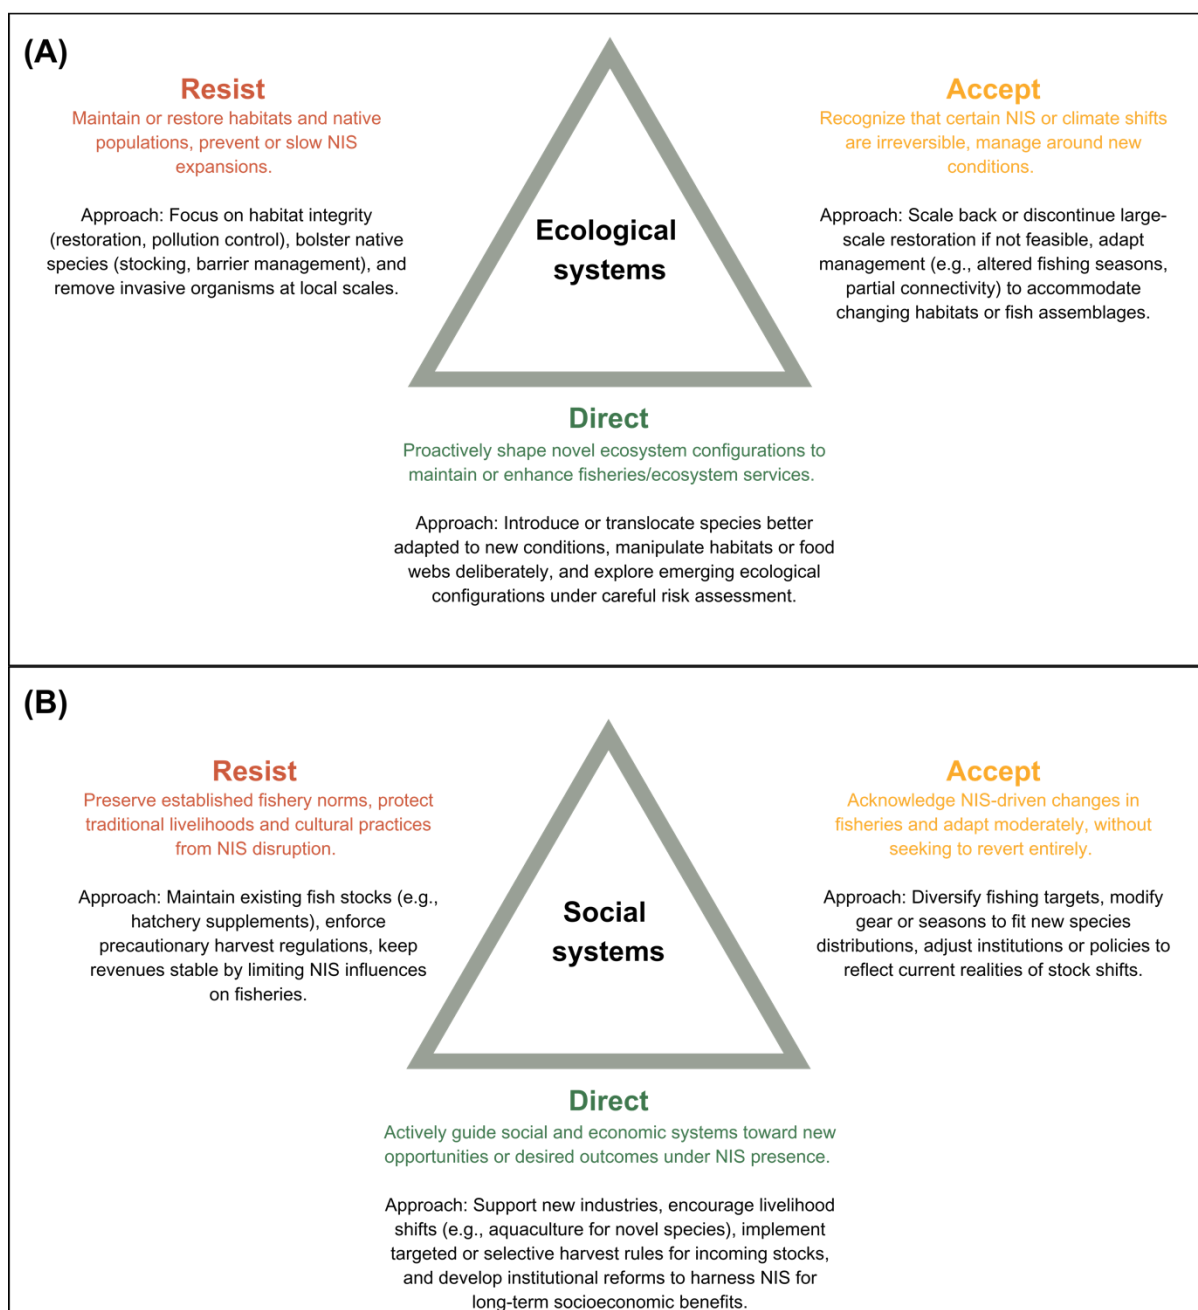 (A)
Resist
Maintain or restore habitats and native
populations, prevent or slow NIS
expansions.
Approach: Focus on habitat integrity
(restoration, pollution control), bolster native
species (stocking, barrier management), and
remove invasive organisms at local scales.
Ecological
systems
Accept
Recognize that certain NIS or climate shifts
are irreversible, manage around new
conditions.
Approach: Scale back or discontinue large-
scale restoration if not feasible, adapt
management (e.g., altered fishing seasons,
partial connectivity) to accommodate
changing habitats or fish assemblages.
Direct
Proactively shape novel ecosystem configurations to
maintain or enhance fisheries/ecosystem services.
Approach: Introduce or translocate species better
adapted to new conditions, manipulate habitats or food
webs deliberately, and explore emerging ecological
configurations under careful risk assessment.
(B)
Resist
Preserve established fishery norms, protect
traditional livelihoods and cultural practices
from NIS disruption.
Approach: Maintain existing fish stocks (e.g.,
hatchery supplements), enforce
precautionary harvest regulations, keep
revenues stable by limiting NIS influences
on fisheries.
Social
systems
Accept
Acknowledge NIS-driven changes in
fisheries and adapt moderately, without
seeking to revert entirely.
Approach: Diversify fishing targets, modify
gear or seasons to fit new species
distributions, adjust institutions or policies to
reflect current realities of stock shifts.
Direct
Actively guide social and economic systems toward new
opportunities or desired outcomes under NIS presence.
Approach: Support new industries, encourage livelihood
shifts (e.g., aquaculture for novel species), implement
targeted or selective harvest rules for incoming stocks,
and develop institutional reforms to harness NIS for
long-term socioeconomic benefits.